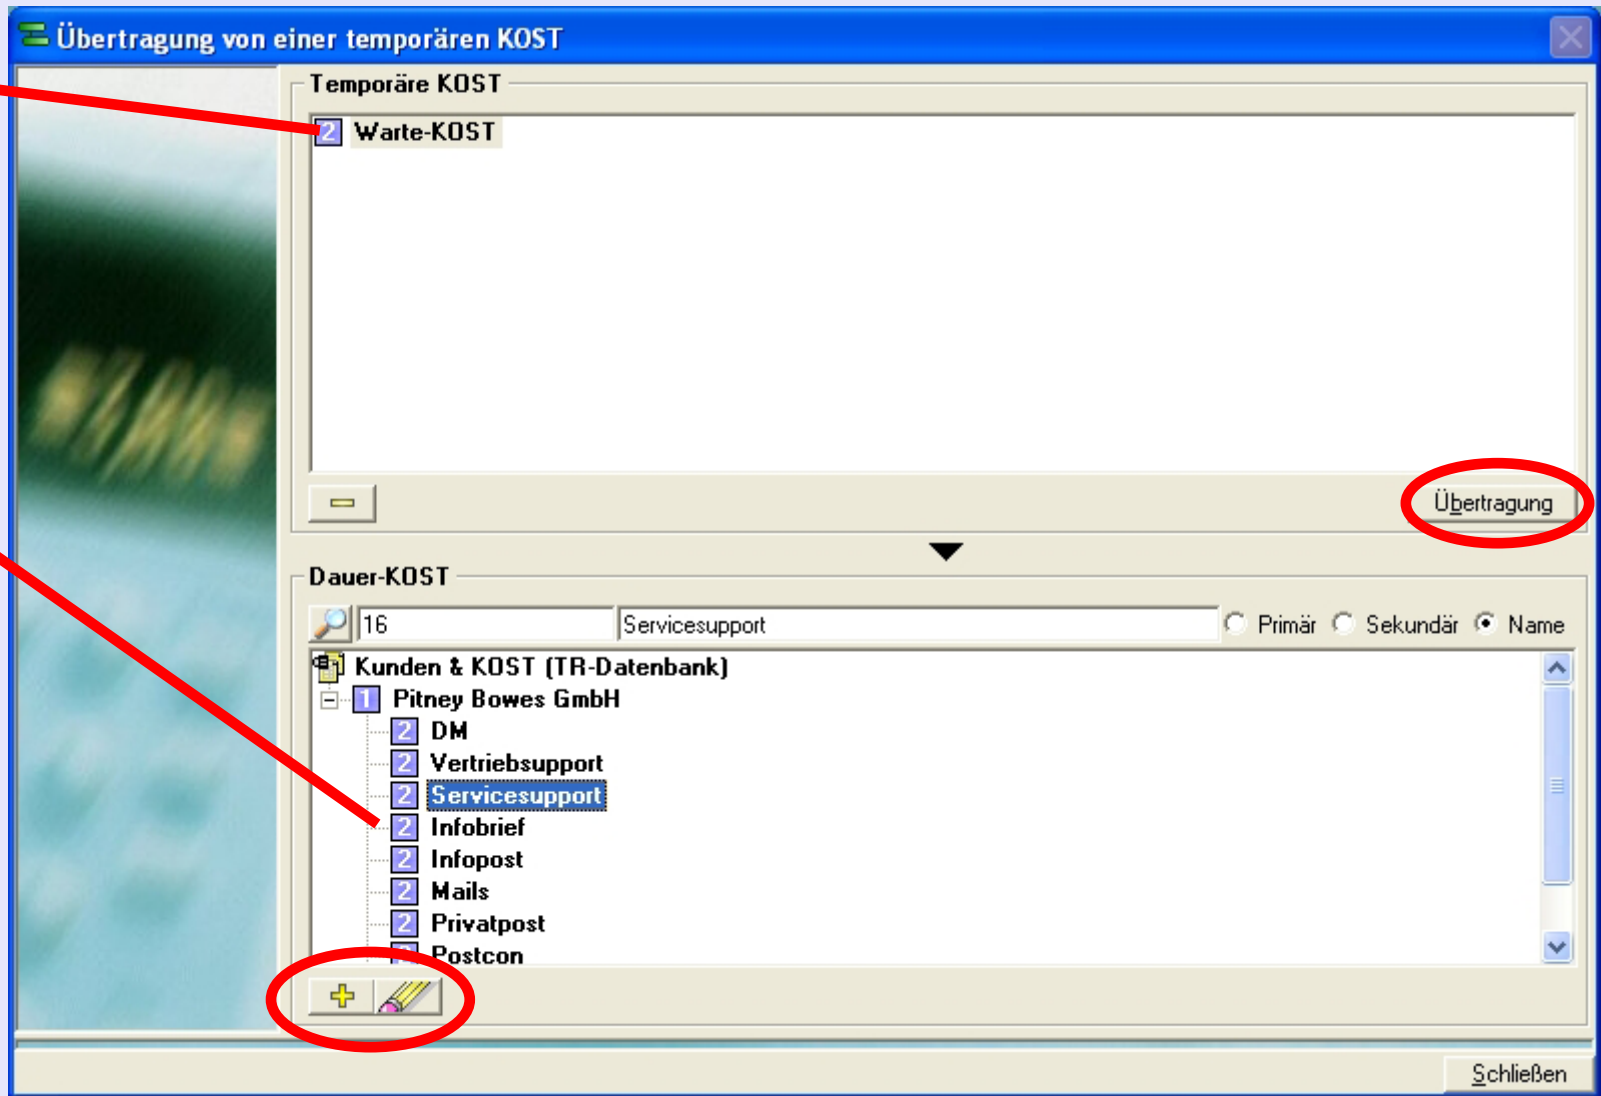 Übertragung von einer temporären KOST
Temporäre KOST
2 Warte-KOST
Übertragung
Dauer-KOST
16 Servicesupport Primär Sekundär Name
Kunden & KOST (TR-Datenbank)
1 Pitney Bowes GmbH
2 DM
2 Vertriebsupport
2 Servicesupport
2 Infobrief
2 Infopost
2 Mails
2 Privatpost
2 Postcon
Schließen